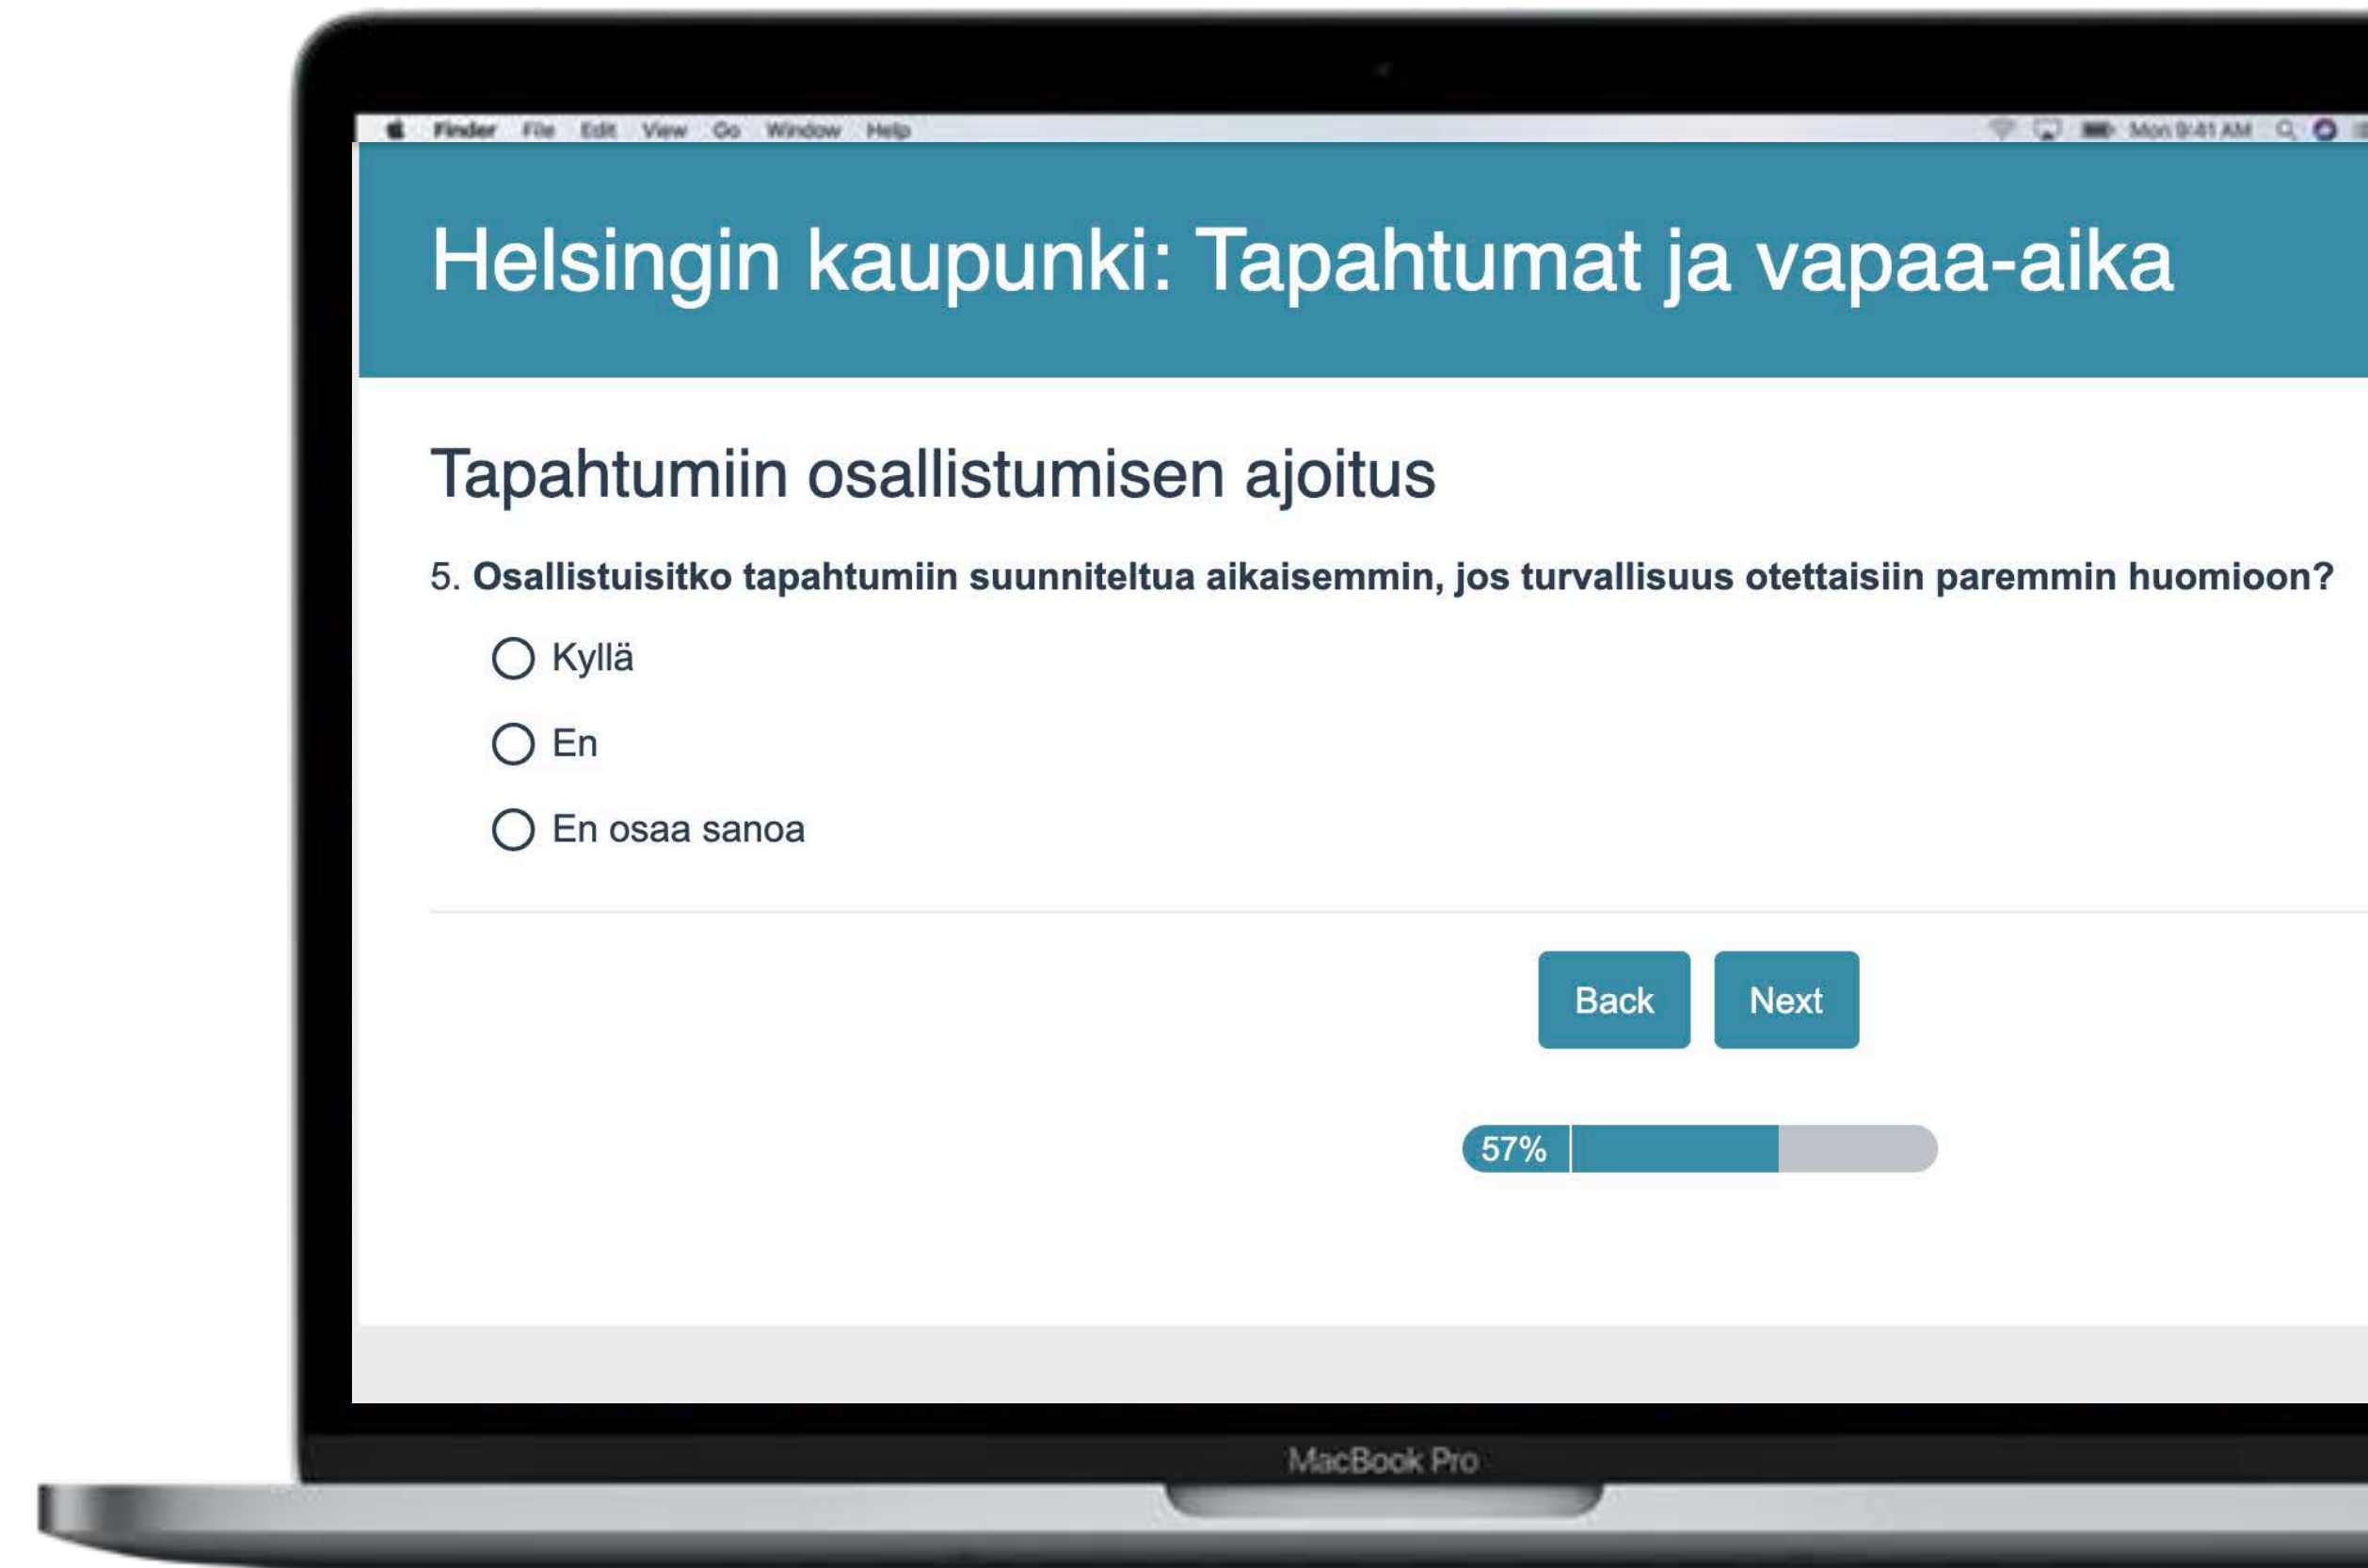 Finder File Edit View Go Window Help Mon 9:41 AM
Helsingin kaupunki: Tapahtumat ja vapaa-aika
Tapahtumiin osallistumisen ajoitus
5. Osallistuisitko tapahtumiin suunniteltua aikaisemmin, jos turvallisuus otettaisiin paremmin huomioon?
Kyllä
En
En osaa sanoa
Back Next
57%
MacBook Pro